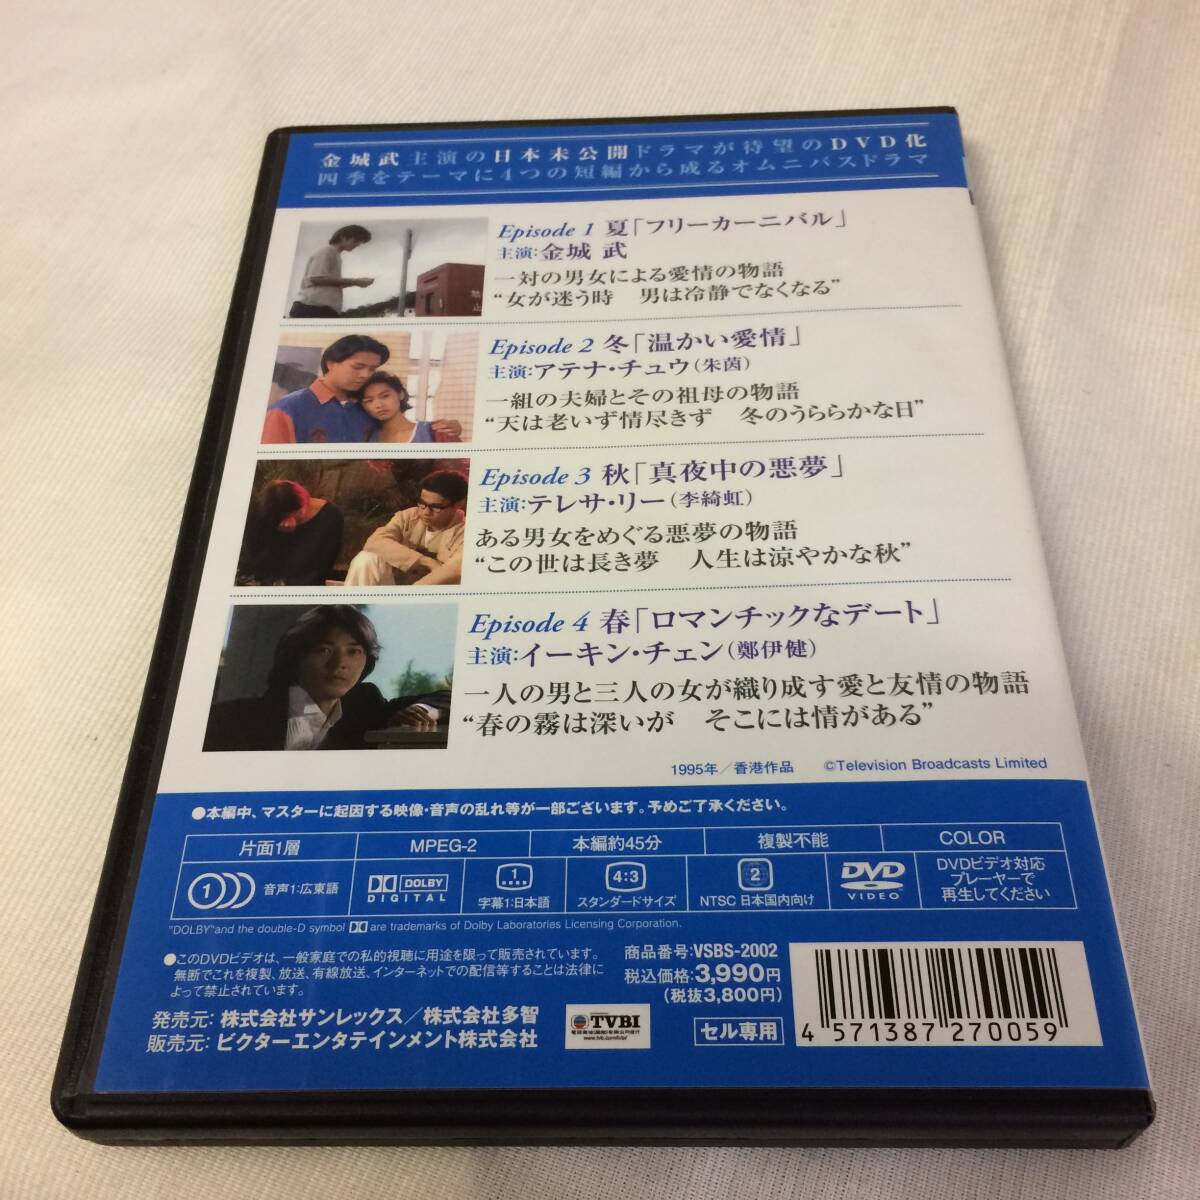 金城武主演の日本未公開ドラマが待望のDVD化
四季をテーマに4つの短編から成るオムニバスドラマ
Episode 1 夏「フリーカーニバル」
主演:金城 武
一対の男女による愛情の物語
“女が迷う時　男は冷静でなくなる”
Episode 2 冬「温かい愛情」
主演:アテナ・チュウ(朱茵)
一組の夫婦とその祖母の物語
“天は老いず情尽きず　冬のうららかな日”
Episode 3 秋「真夜中の悪夢」
主演:テレサ・リー(李綺虹)
ある男女をめぐる悪夢の物語
“この世は長き夢　人生は涼やかな秋”
Episode 4 春「ロマンチックなデート」
主演:イーキン・チェン(鄭伊健)
一人の男と三人の女が織り成す愛と友情の物語
“春の霧は深いが　そこには情がある”
1995年／香港作品　©Television Broadcasts Limited
●本編中、マスターに起因する映像・音声の乱れ等が一部ございます。予めご了承ください。
片面1層 MPEG-2 本編約45分 複製不能 COLOR
1 音声1:広東語
DOLBY DIGITAL
1 字幕1:日本語
4:3 スタンダードサイズ
2 NTSC 日本国内向け
DVD VIDEO
DVDビデオ対応
プレーヤーで
再生してください
"DOLBY"and the double-D symbol are trademarks of Dolby Laboratories Licensing Corporation.
●このDVDビデオは、一般家庭での私的視聴に用途を限って販売されています。
無断でこれを複製、放送、有線放送、インターネットでの配信等することは法律に
よって禁止されています。
商品番号:VSBS-2002
税込価格:3,990円
(税抜3,800円)
発売元: 株式会社サンレックス／株式会社多智
販売元: ビクターエンタテインメント株式会社
TVBI
www.tvb.com/tvbi/
セル専用
4 571387 270059